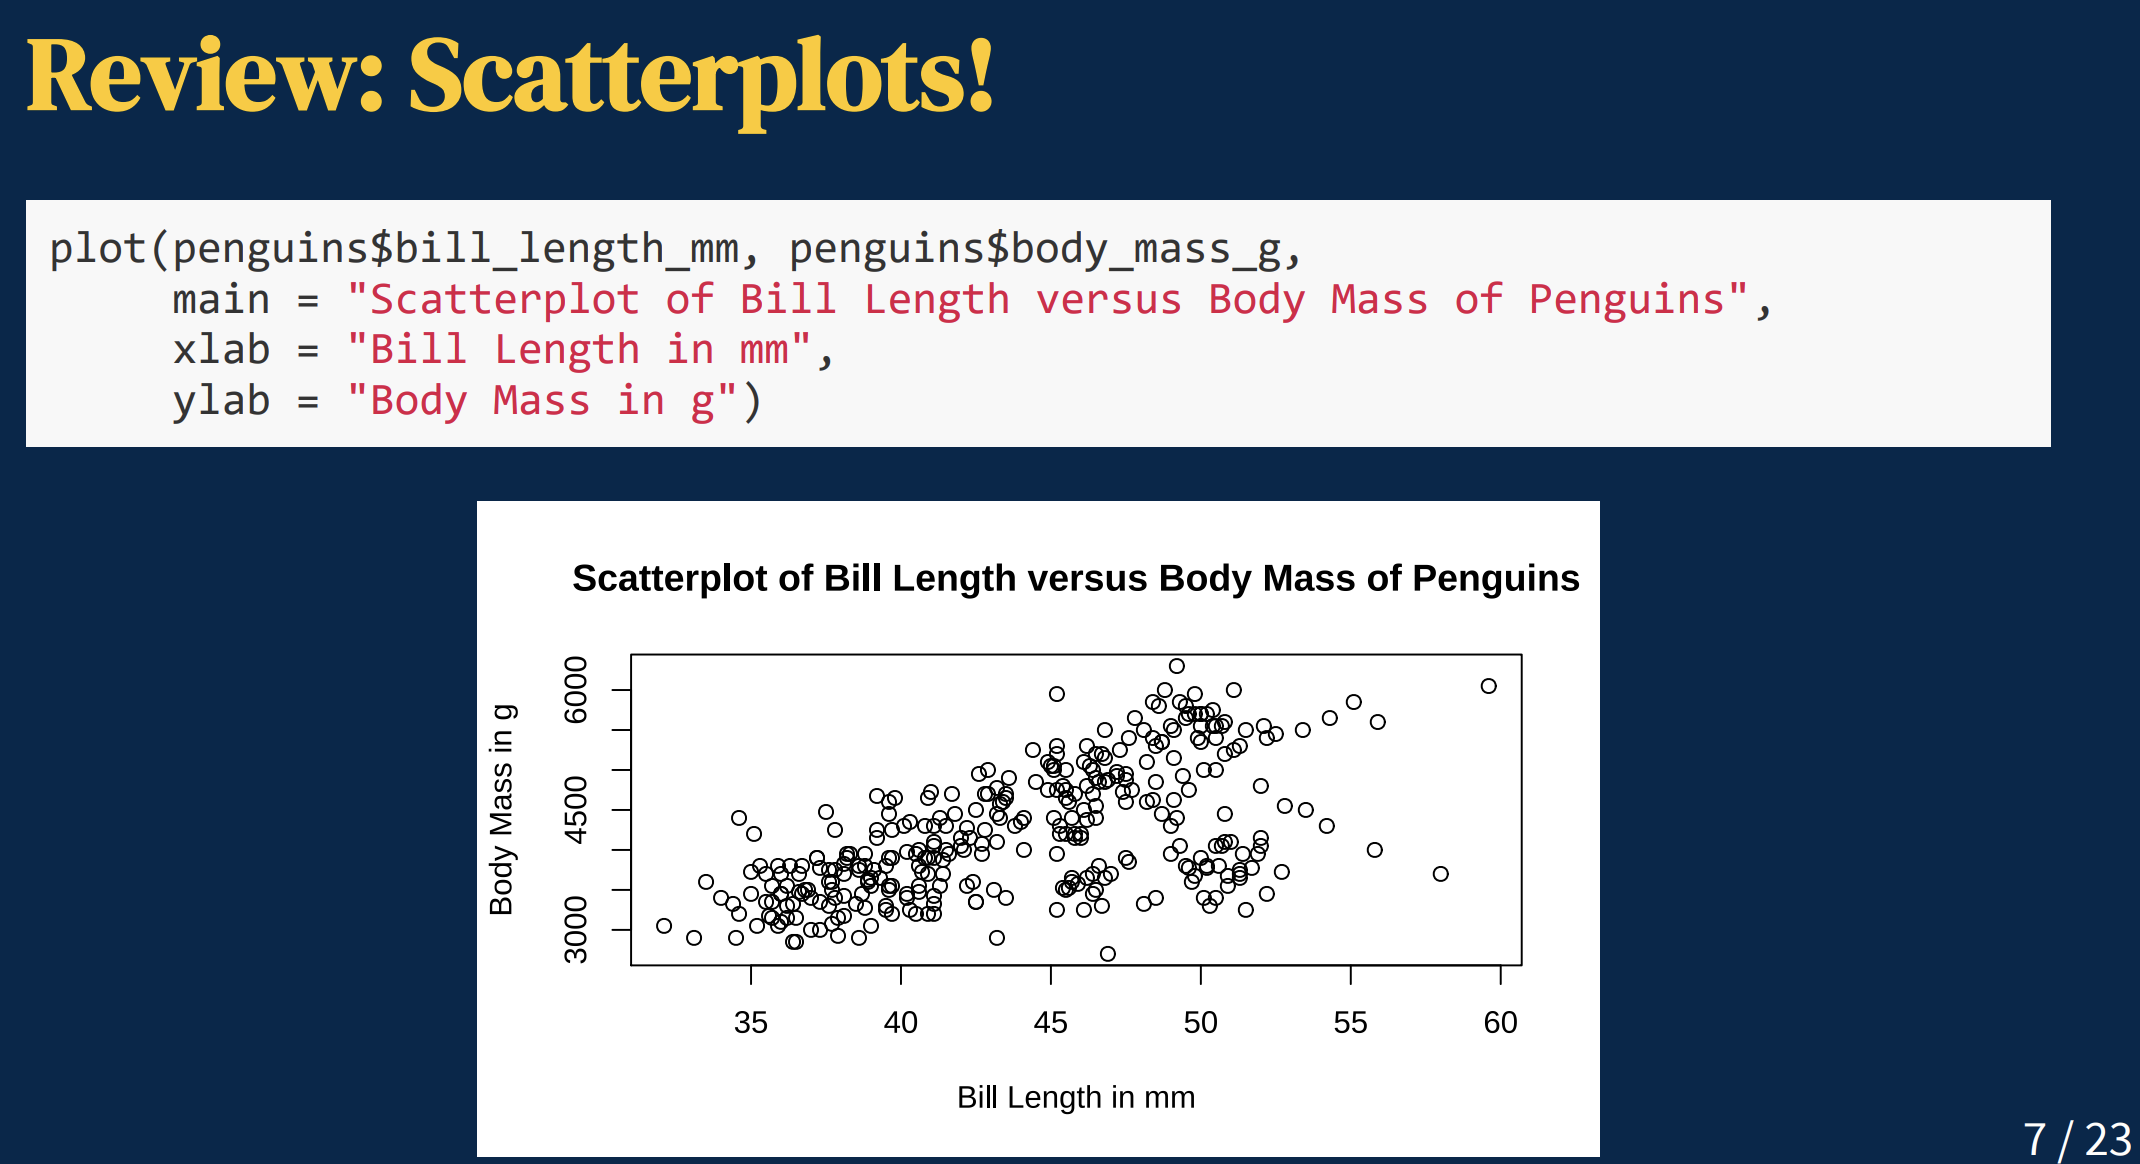 Review: Scatterplots!
plot(penguins$bill_length_mm, penguins$body_mass_g,
     main = "Scatterplot of Bill Length versus Body Mass of Penguins",
     xlab = "Bill Length in mm",
     ylab = "Body Mass in g")
Scatterplot of Bill Length versus Body Mass of Penguins
Body Mass in g
6000
4500
3000
35 40 45 50 55 60
Bill Length in mm
7 / 23